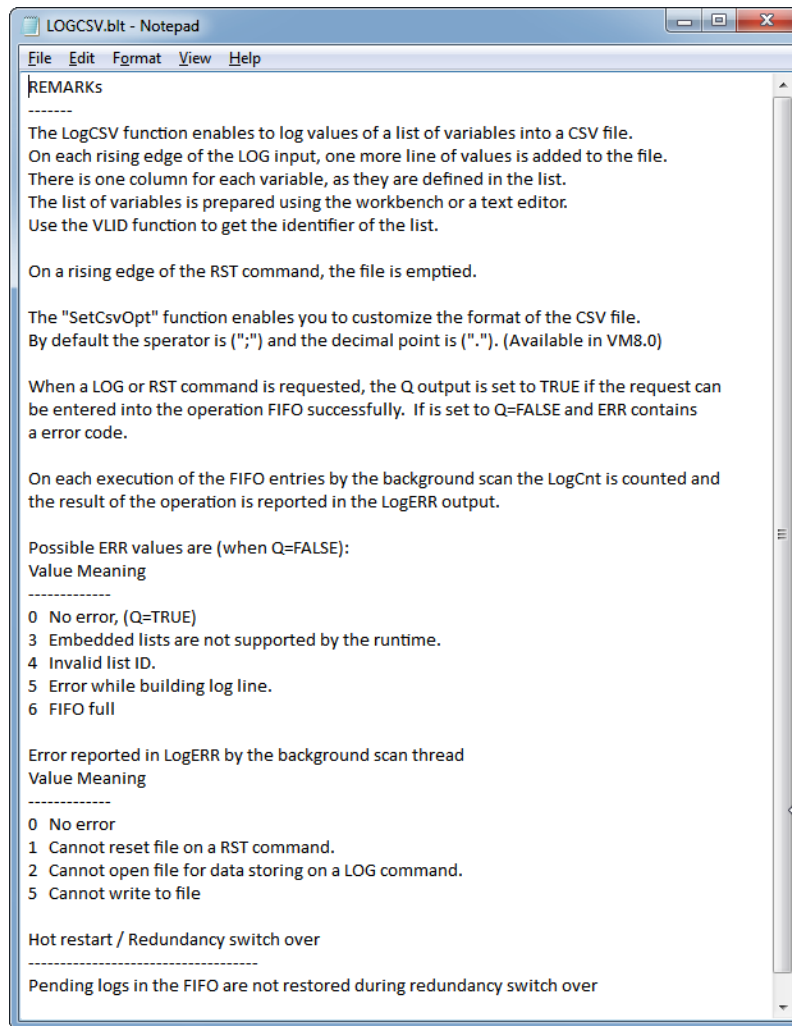 LOGCSV.blt - Notepad
File Edit Format View Help
REMARKs
-------
The LogCSV function enables to log values of a list of variables into a CSV file.
On each rising edge of the LOG input, one more line of values is added to the file.
There is one column for each variable, as they are defined in the list.
The list of variables is prepared using the workbench or a text editor.
Use the VLID function to get the identifier of the list.
On a rising edge of the RST command, the file is emptied.
The "SetCsvOpt" function enables you to customize the format of the CSV file.
By default the sperator is (";") and the decimal point is ("."). (Available in VM8.0)
When a LOG or RST command is requested, the Q output is set to TRUE if the request can
be entered into the operation FIFO successfully.  If is set to Q=FALSE and ERR contains
a error code.
On each execution of the FIFO entries by the background scan the LogCnt is counted and
the result of the operation is reported in the LogERR output.
Possible ERR values are (when Q=FALSE):
Value Meaning
-------------
0  No error, (Q=TRUE)
3  Embedded lists are not supported by the runtime.
4  Invalid list ID.
5  Error while building log line.
6  FIFO full
Error reported in LogERR by the background scan thread
Value Meaning
-------------
0  No error
1  Cannot reset file on a RST command.
2  Cannot open file for data storing on a LOG command.
5  Cannot write to file
Hot restart / Redundancy switch over
------------------------------------
Pending logs in the FIFO are not restored during redundancy switch over